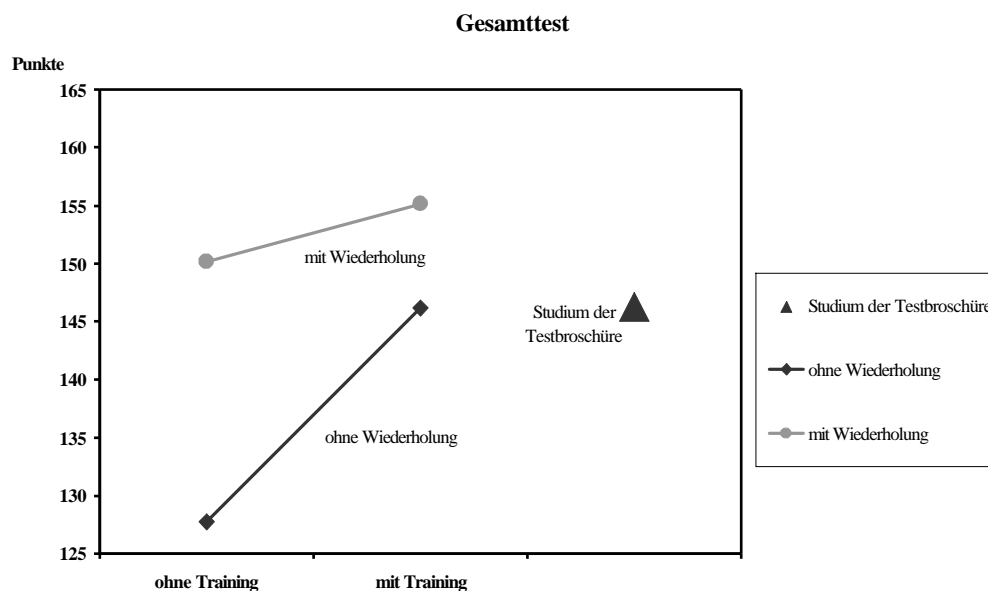 Gesamttest
Punkte
165
160
155
150
145
140
135
130
125
mit Wiederholung
Studium der
Testbroschüre
ohne Wiederholung
ohne Training
mit Training
Studium der Testbroschüre
ohne Wiederholung
mit Wiederholung